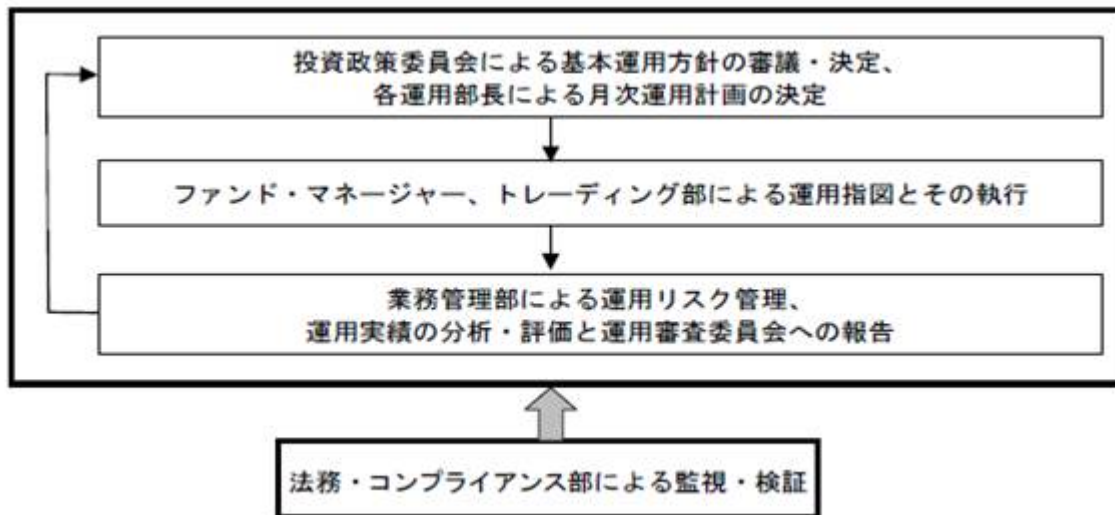 投資政策委員会による基本運用方針の審議・決定、
各運用部長による月次運用計画の決定
ファンド・マネージャー、トレーディング部による運用指図とその執行
業務管理部による運用リスク管理、
運用実績の分析・評価と運用審査委員会への報告
法務・コンプライアンス部による監視・検証